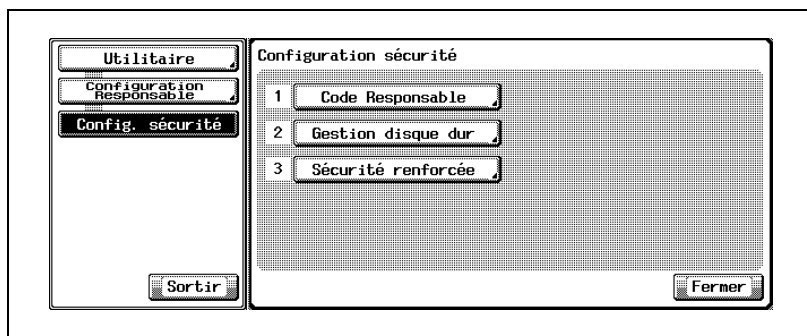 Utilitaire
Configuration
Responsable
Config. sécurité
Sortir
Configuration sécurité
1 Code Responsable
2 Gestion disque dur
3 Sécurité renforcée
Fermer